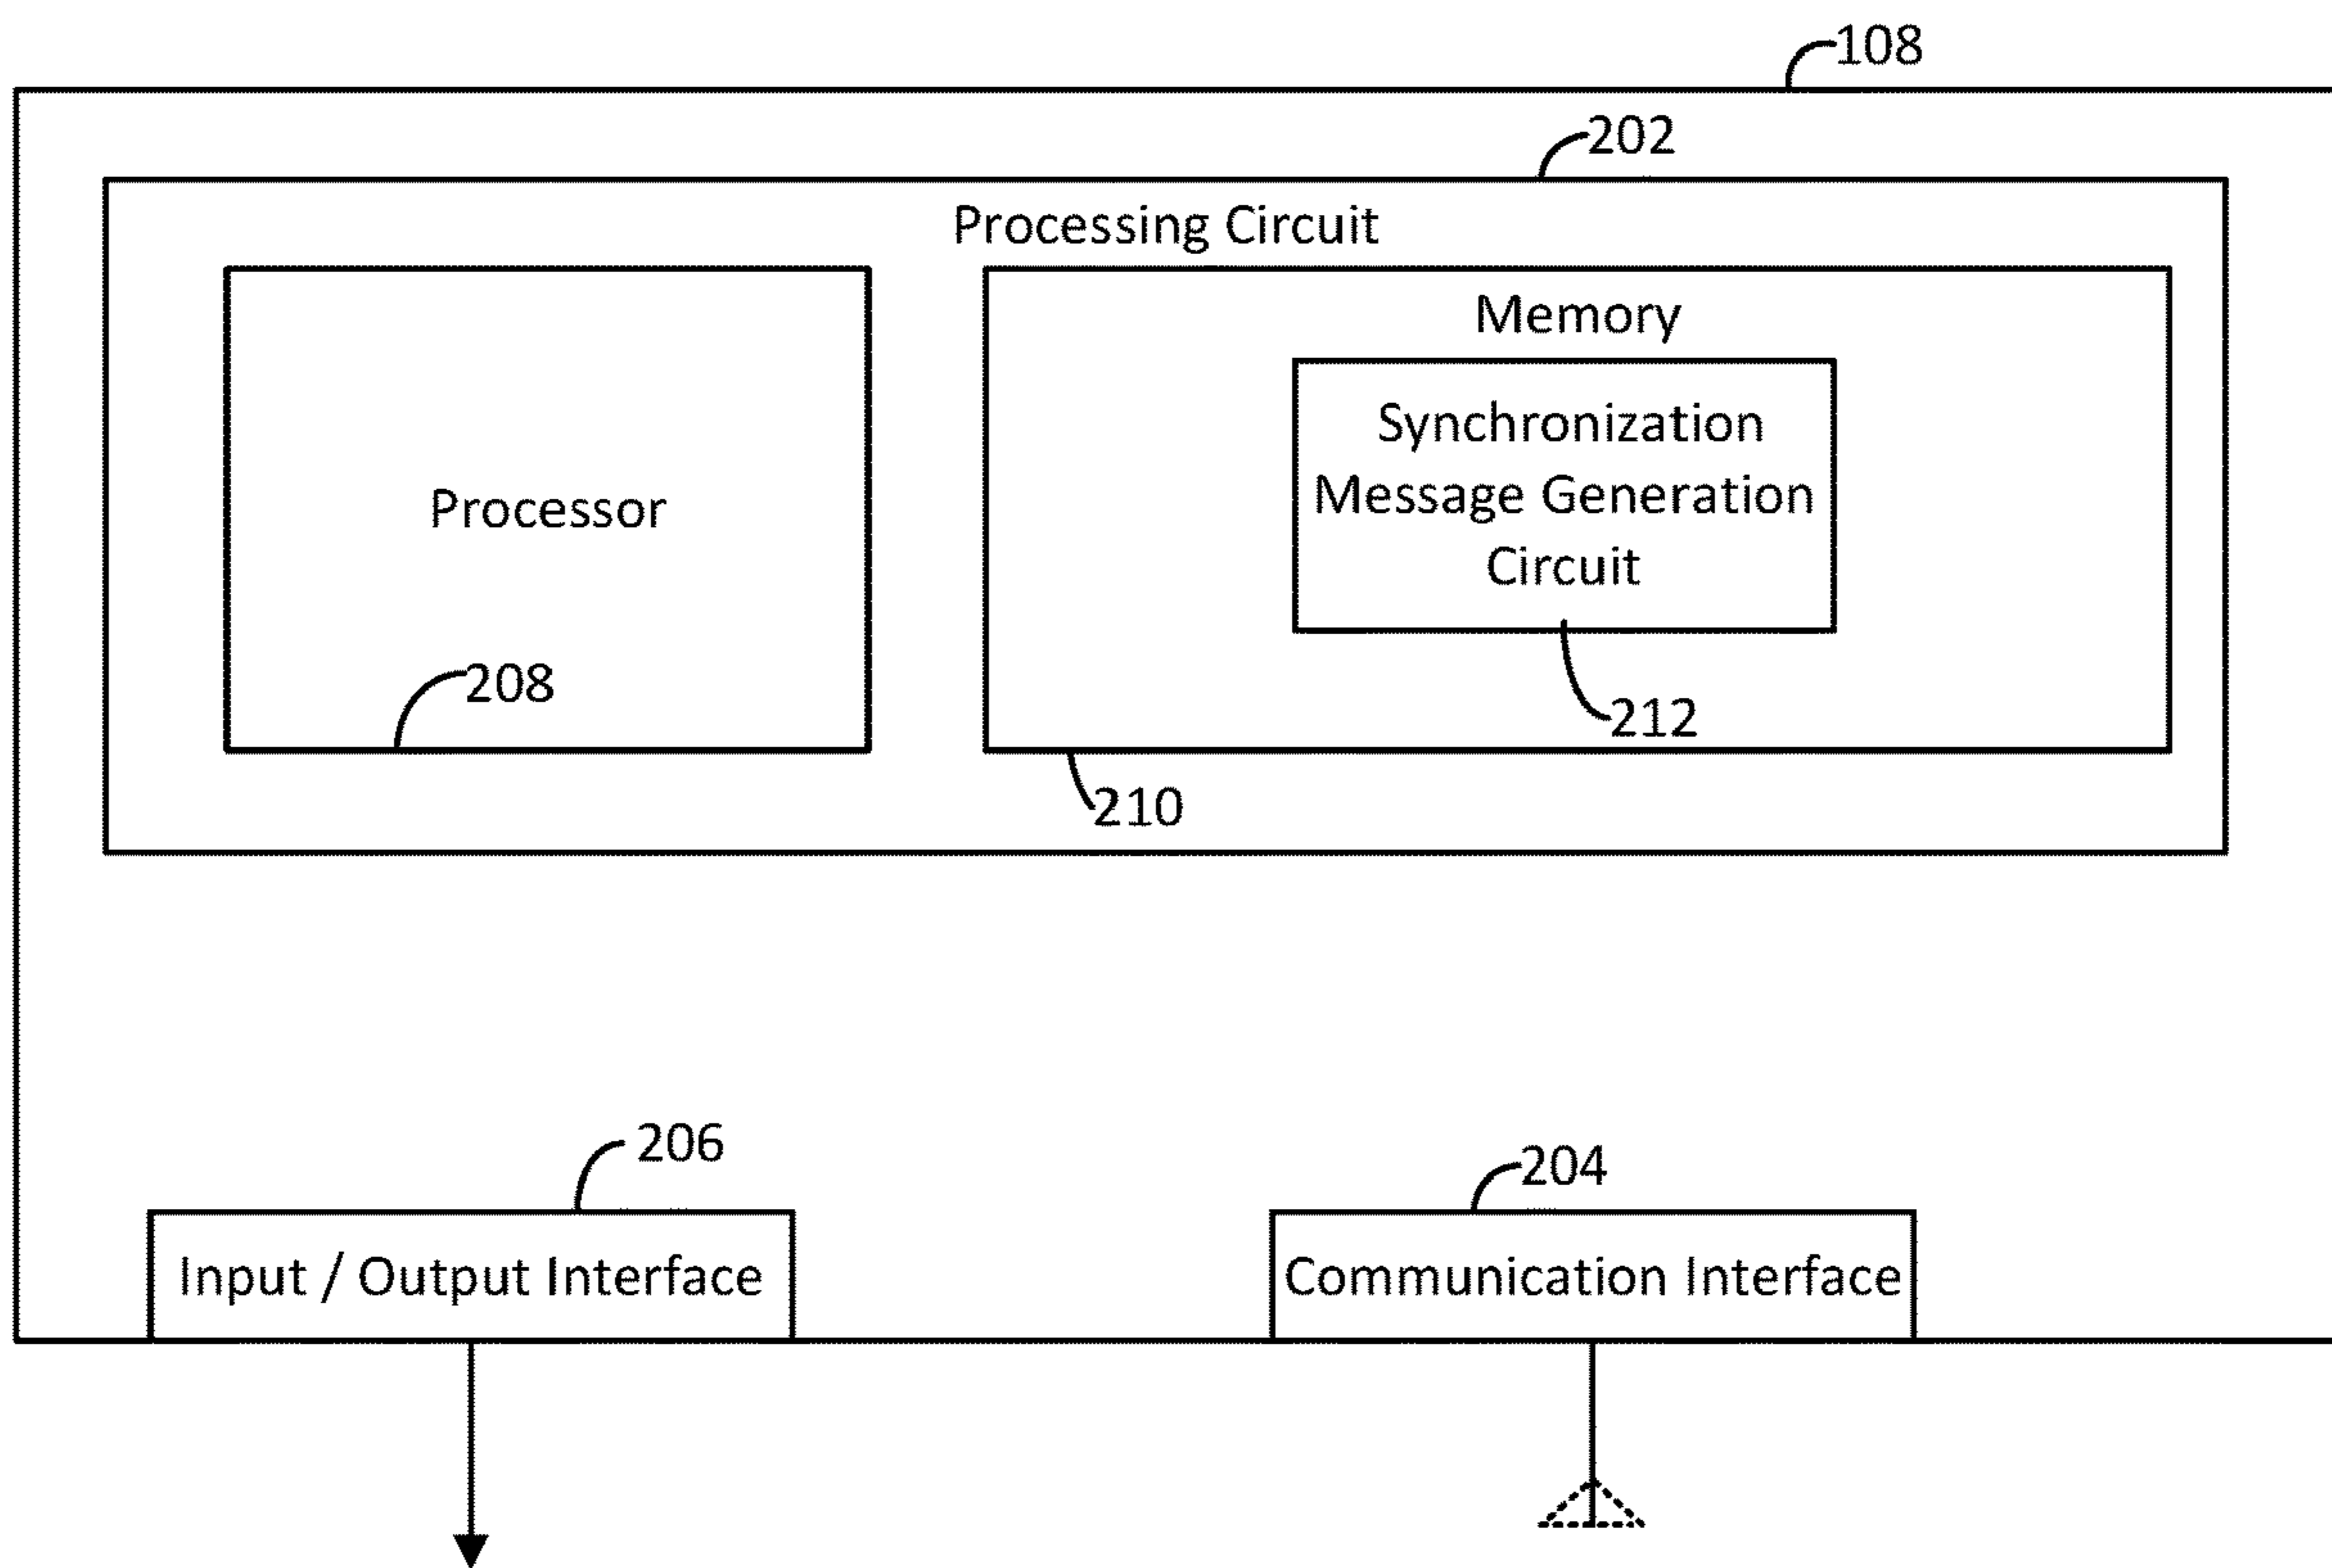 108
202
Processing Circuit
Memory
Synchronization
Message Generation
Circuit
Processor
208
212
210
206
204
Input / Output Interface
Communication Interface